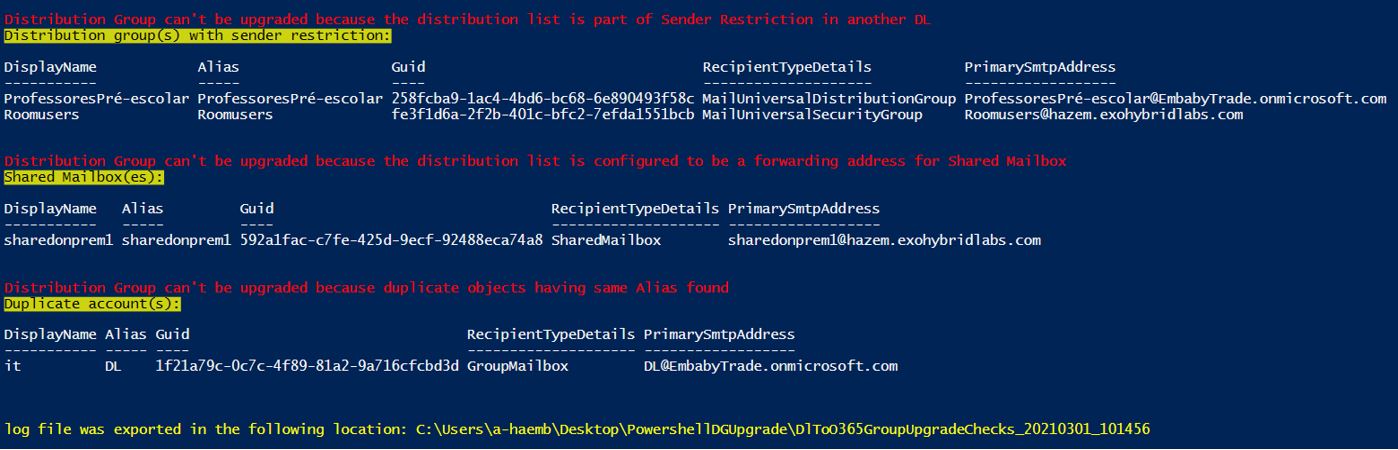 Distribution Group can't be upgraded because the distribution list is part of Sender Restriction in another DL
Distribution group(s) with sender restriction:
DisplayName Alias Guid RecipientTypeDetails PrimarySmtpAddress
----------- ----- ---- -------------------- ------------------
ProfessoresPré-escolar ProfessoresPré-escolar 258fcba9-1ac4-4bd6-bc68-6e890493f58c MailUniversalDistributionGroup ProfessoresPré-escolar@EmbabyTrade.onmicrosoft.com
Roomusers Roomusers fe3f1d6a-2f2b-401c-bfc2-7efda1551bcb MailUniversalSecurityGroup Roomusers@hazem.exohybridlabs.com
Distribution Group can't be upgraded because the distribution list is configured to be a forwarding address for Shared Mailbox
Shared Mailbox(es):
DisplayName Alias Guid RecipientTypeDetails PrimarySmtpAddress
----------- ----- ---- -------------------- ------------------
sharedonprem1 sharedonprem1 592a1fac-c7fe-425d-9ecf-92488eca74a8 SharedMailbox sharedonprem1@hazem.exohybridlabs.com
Distribution Group can't be upgraded because duplicate objects having same Alias found
Duplicate account(s):
DisplayName Alias Guid RecipientTypeDetails PrimarySmtpAddress
----------- ----- ---- -------------------- ------------------
it DL 1f21a79c-0c7c-4f89-81a2-9a716cfcbd3d GroupMailbox DL@EmbabyTrade.onmicrosoft.com
log file was exported in the following location: C:\Users\a-haemb\Desktop\PowershellDGUpgrade\DlToO365GroupUpgradeChecks_20210301_101456